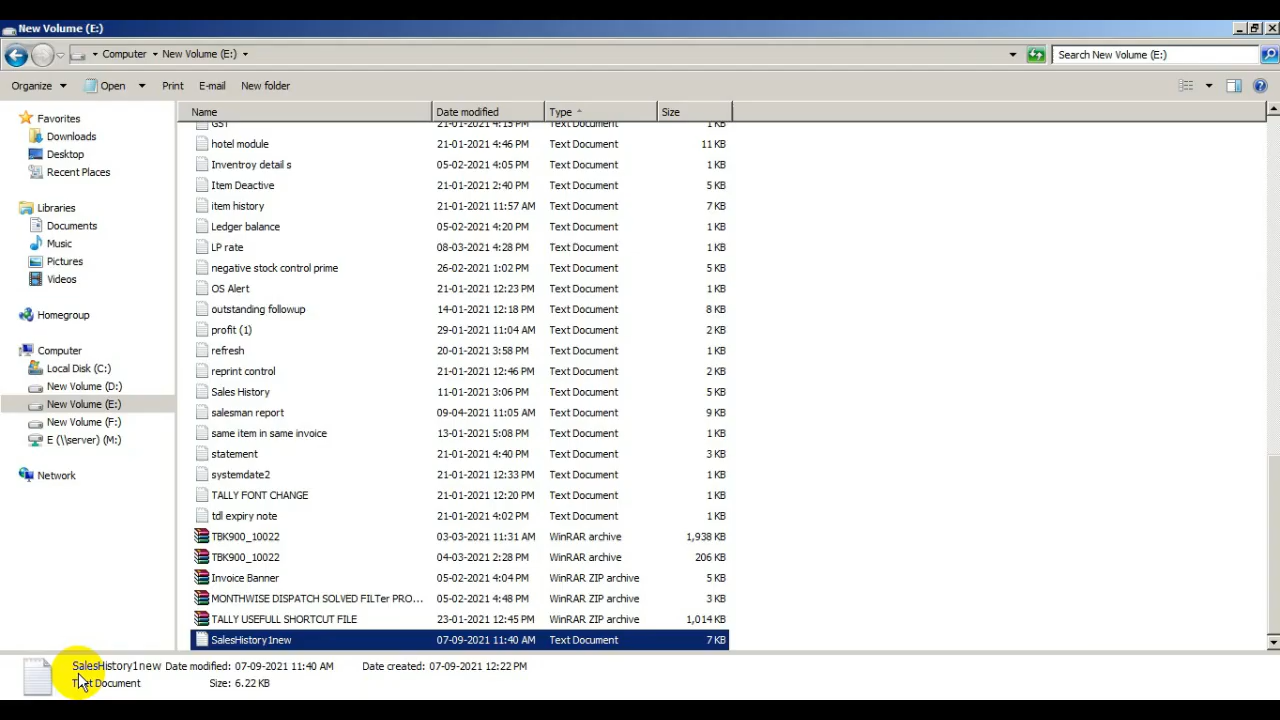 New Volume (E:)
Computer New Volume (E:) Search New Volume (E:)
Organize Open Print E-mail New folder
Favorites
Downloads
Desktop
Recent Places
Libraries
Documents
Music
Pictures
Videos
Homegroup
Computer
Local Disk (C:)
New Volume (D:)
New Volume (E:)
New Volume (F:)
E (\\server) (M:)
Network
Name Date modified Type Size
GST 21-01-2021 4:15 PM Text Document 1 KB
hotel module 21-01-2021 4:46 PM Text Document 11 KB
Inventroy detail s 05-02-2021 4:05 PM Text Document 1 KB
Item Deactive 21-01-2021 2:40 PM Text Document 5 KB
item history 21-01-2021 11:57 AM Text Document 7 KB
Ledger balance 05-02-2021 4:20 PM Text Document 1 KB
LP rate 08-03-2021 4:28 PM Text Document 1 KB
negative stock control prime 26-02-2021 1:02 PM Text Document 5 KB
OS Alert 21-01-2021 12:23 PM Text Document 1 KB
outstanding followup 14-01-2021 12:18 PM Text Document 8 KB
profit (1) 29-01-2021 11:04 AM Text Document 2 KB
refresh 20-01-2021 3:58 PM Text Document 1 KB
reprint control 21-01-2021 12:46 PM Text Document 2 KB
Sales History 11-01-2021 3:06 PM Text Document 5 KB
salesman report 09-04-2021 11:05 AM Text Document 9 KB
same item in same invoice 13-01-2021 5:08 PM Text Document 1 KB
statement 21-01-2021 4:40 PM Text Document 3 KB
systemdate2 21-01-2021 12:33 PM Text Document 1 KB
TALLY FONT CHANGE 21-01-2021 12:20 PM Text Document 1 KB
tdl expiry note 21-01-2021 4:02 PM Text Document 1 KB
TBK900_10022 03-03-2021 11:31 AM WinRAR archive 1,938 KB
TBK900_10022 04-03-2021 2:28 PM WinRAR archive 206 KB
Invoice Banner 05-02-2021 4:04 PM WinRAR ZIP archive 5 KB
MONTHWISE DISPATCH SOLVED FILTer PRO... 05-02-2021 4:48 PM WinRAR ZIP archive 3 KB
TALLY USEFULL SHORTCUT FILE 23-01-2021 12:45 PM WinRAR ZIP archive 1,014 KB
SalesHistory1new 07-09-2021 11:40 AM Text Document 7 KB
SalesHistory1new Date modified: 07-09-2021 11:40 AM Date created: 07-09-2021 12:22 PM
Text Document Size: 6.22 KB